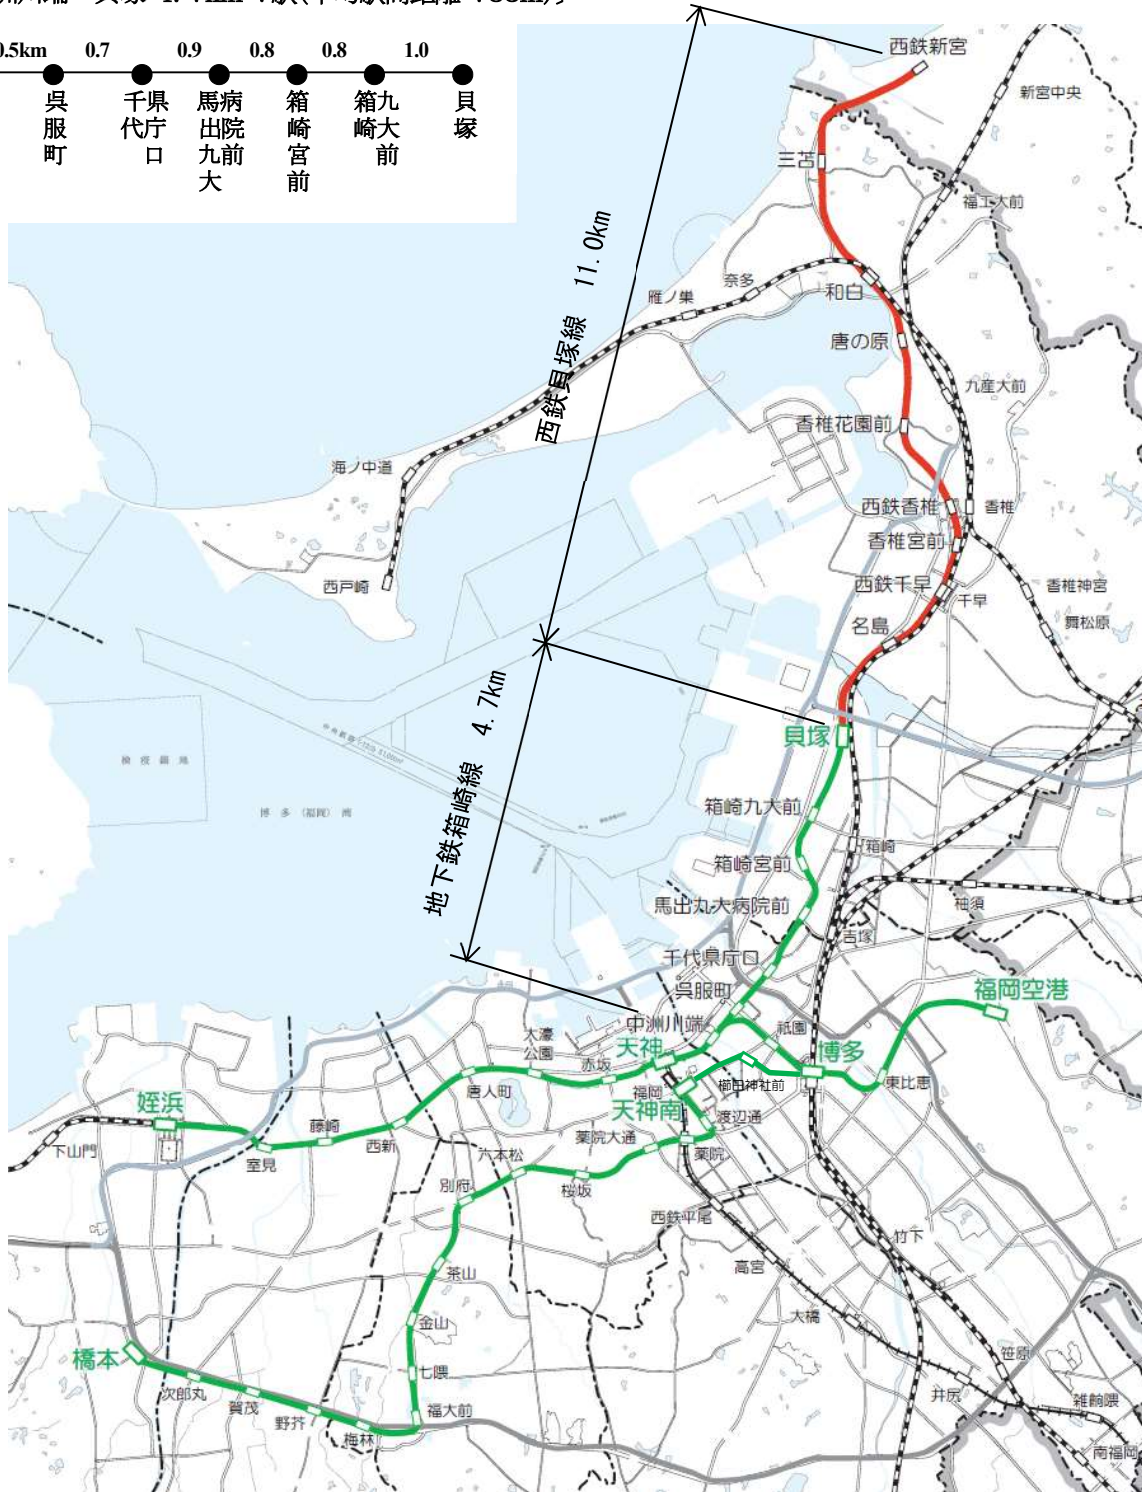 0.5km 0.7 0.9 0.8 0.8 1.0
呉服町
千代県庁口
馬出九大病院前
箱崎宮前
箱崎九大前
貝塚
西鉄新宮
新宮中央
三苫
福工大前
西鉄貝塚線 11.0km
奈多
雁ノ巣
和白
唐の原
九産大前
香椎花園前
海ノ中道
西鉄香椎
香椎
香椎宮前
西戸崎
西鉄千早
千早
香椎神宮
舞松原
名島
地下鉄箱崎線 4.7km
貝塚
検疫錨地
博多(福岡)湾
箱崎九大前
箱崎
箱崎宮前
柚須
馬出九大病院前
吉塚
千代県庁口
呉服町
福岡空港
中洲川端
祇園
大濠
公園
天神
博多
赤坂
東比恵
唐人町
福岡
櫛田神社前
姪浜
天神南
渡辺通
藤崎
西新
下山門
室見
薬院大通
薬院
六本松
別府
桜坂
西鉄平尾
竹下
高宮
茶山
大橋
金山
橋本
笹原
七隈
次郎丸
賀茂
井尻
雑餉隈
野芥
福大前
梅林
南福岡